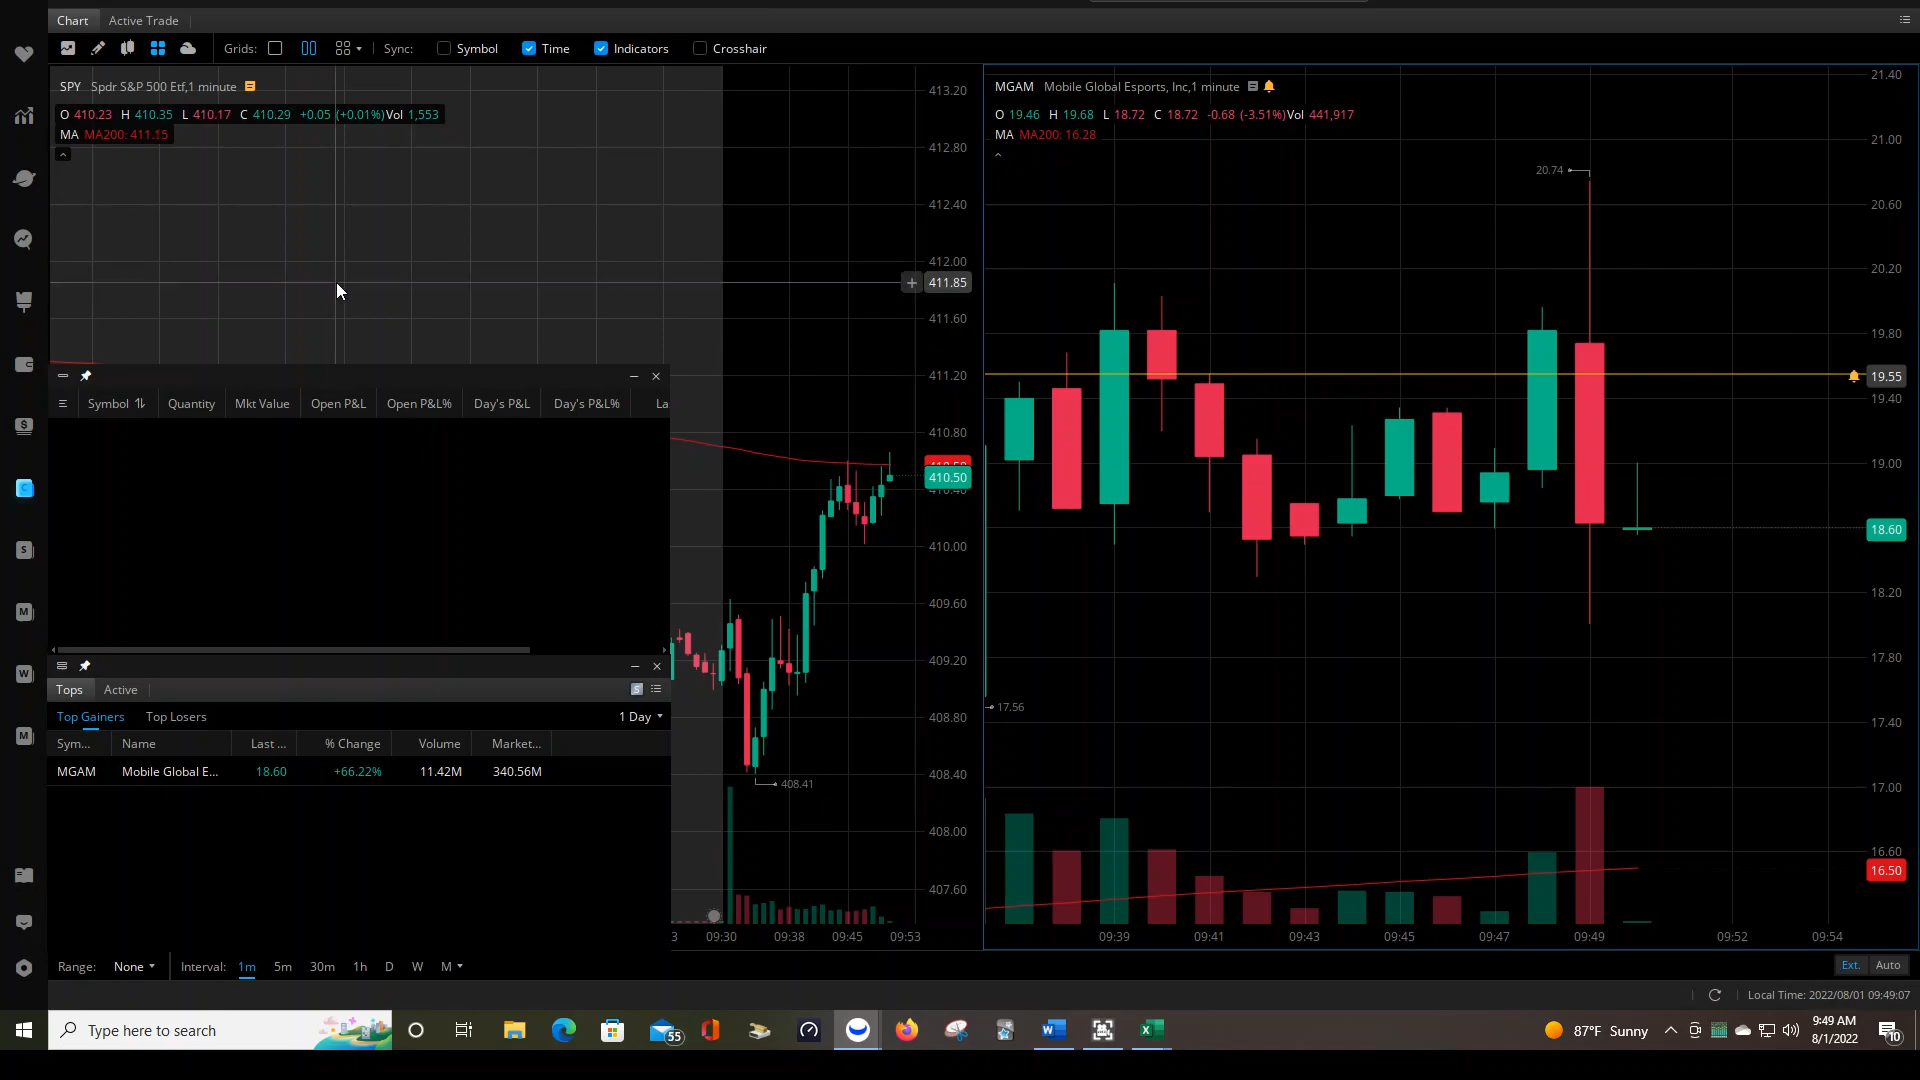 Chart Active Trade
Grids: Sync: Symbol Time Indicators Crosshair
SPY Spdr S&P 500 Etf,1 minute
O 410.23 H 410.35 L 410.17 C 410.29 +0.05 (+0.01%)Vol 1,553
MA MA200: 411.15
413.20
412.80
412.40
412.00
411.85
411.60
411.20
410.80
410.50
410.00
409.60
409.20
408.80
408.40
408.00
407.60
408.41
09:30 09:38 09:45 09:53
MGAM Mobile Global Esports, Inc,1 minute
O 19.46 H 19.68 L 18.72 C 18.72 -0.68 (-3.51%)Vol 441,917
MA MA200: 16.28
20.74
17.56
21.40
21.00
20.60
20.20
19.80
19.55
19.40
19.00
18.60
18.20
17.80
17.40
17.00
16.60
16.50
09:39 09:41 09:43 09:45 09:47 09:49 09:52 09:54
Symbol Quantity Mkt Value Open P&L Open P&L% Day's P&L Day's P&L% La
Tops Active
Top Gainers Top Losers 1 Day
Sym... Name Last ... % Change Volume Market...
MGAM Mobile Global E... 18.60 +66.22% 11.42M 340.56M
Range: None Interval: 1m 5m 30m 1h D W M
Ext. Auto
Local Time: 2022/08/01 09:49:07
Type here to search
55
87°F Sunny
9:49 AM
8/1/2022
10